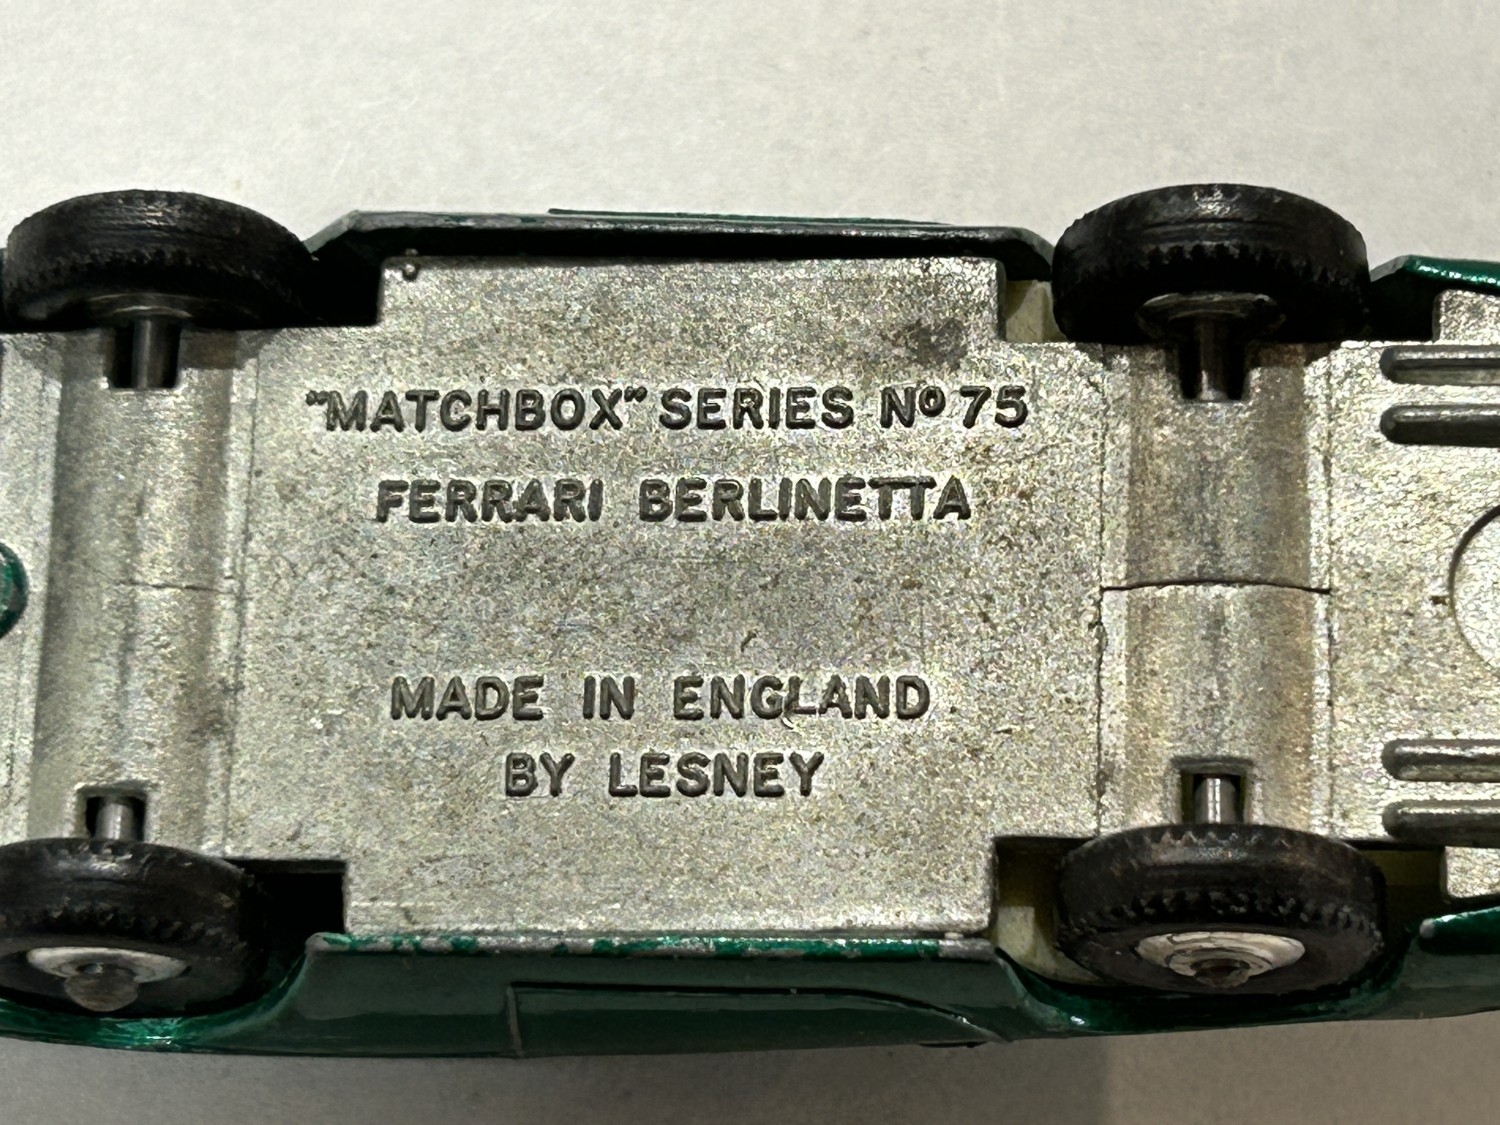 "MATCHBOX" SERIES Nº 75
FERRARI BERLINETTA
MADE IN ENGLAND
BY LESNEY